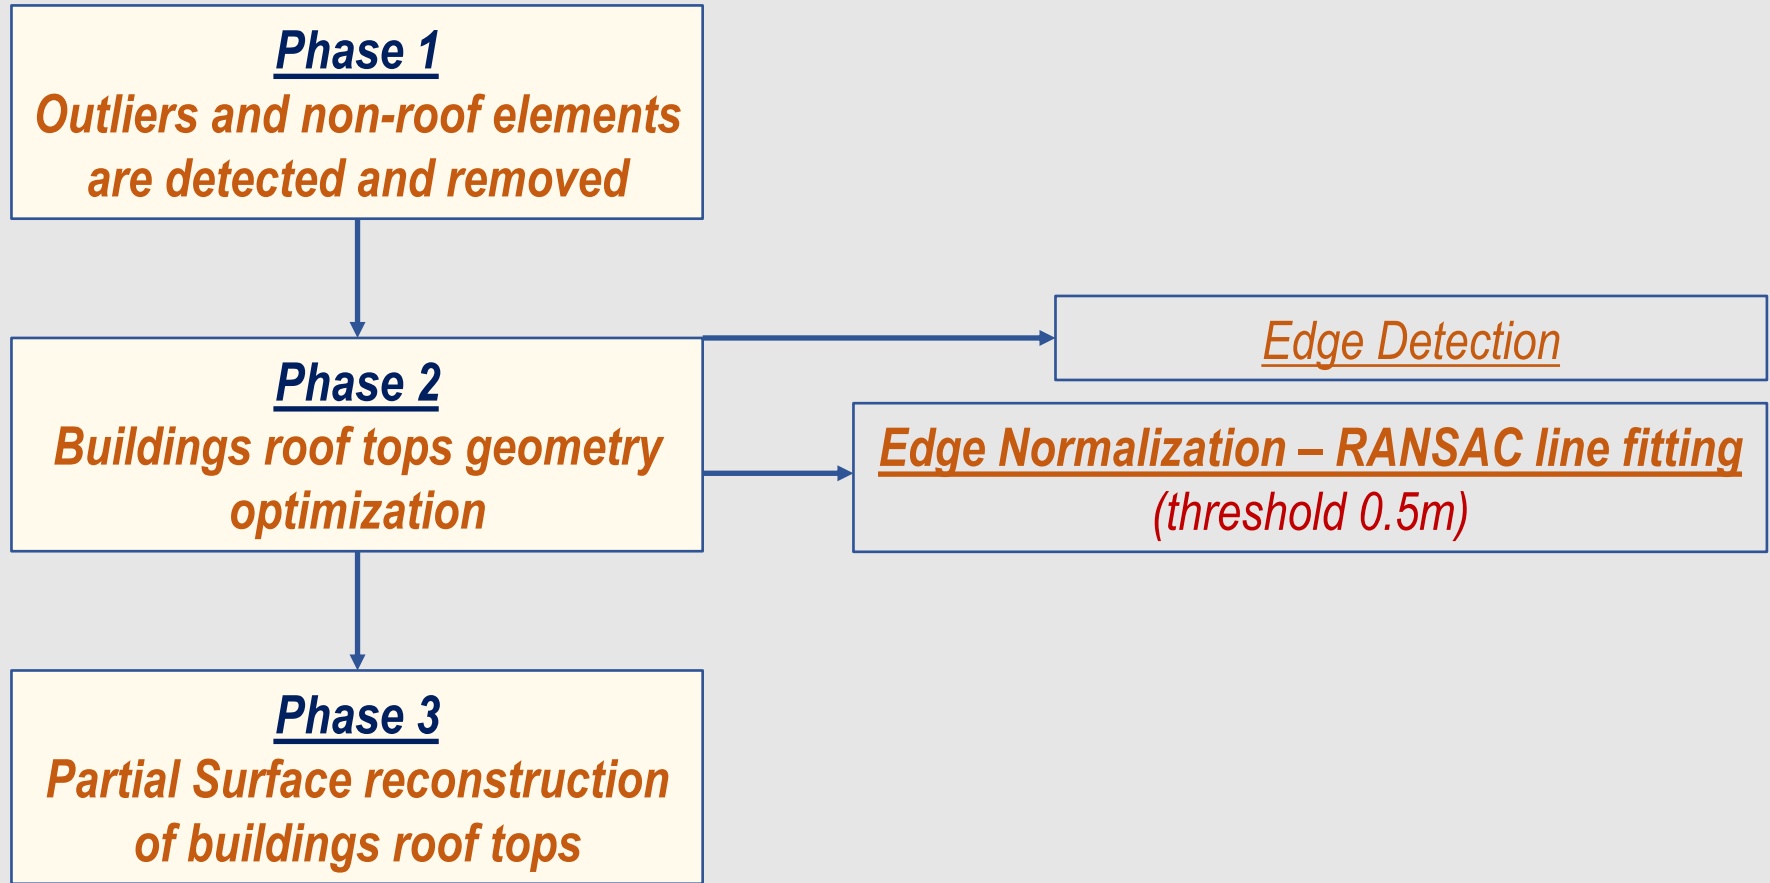 Phase 1
Outliers and non-roof elements
are detected and removed
Phase 2
Buildings roof tops geometry
optimization
Edge Detection
Edge Normalization – RANSAC line fitting
(threshold 0.5m)
Phase 3
Partial Surface reconstruction
of buildings roof tops